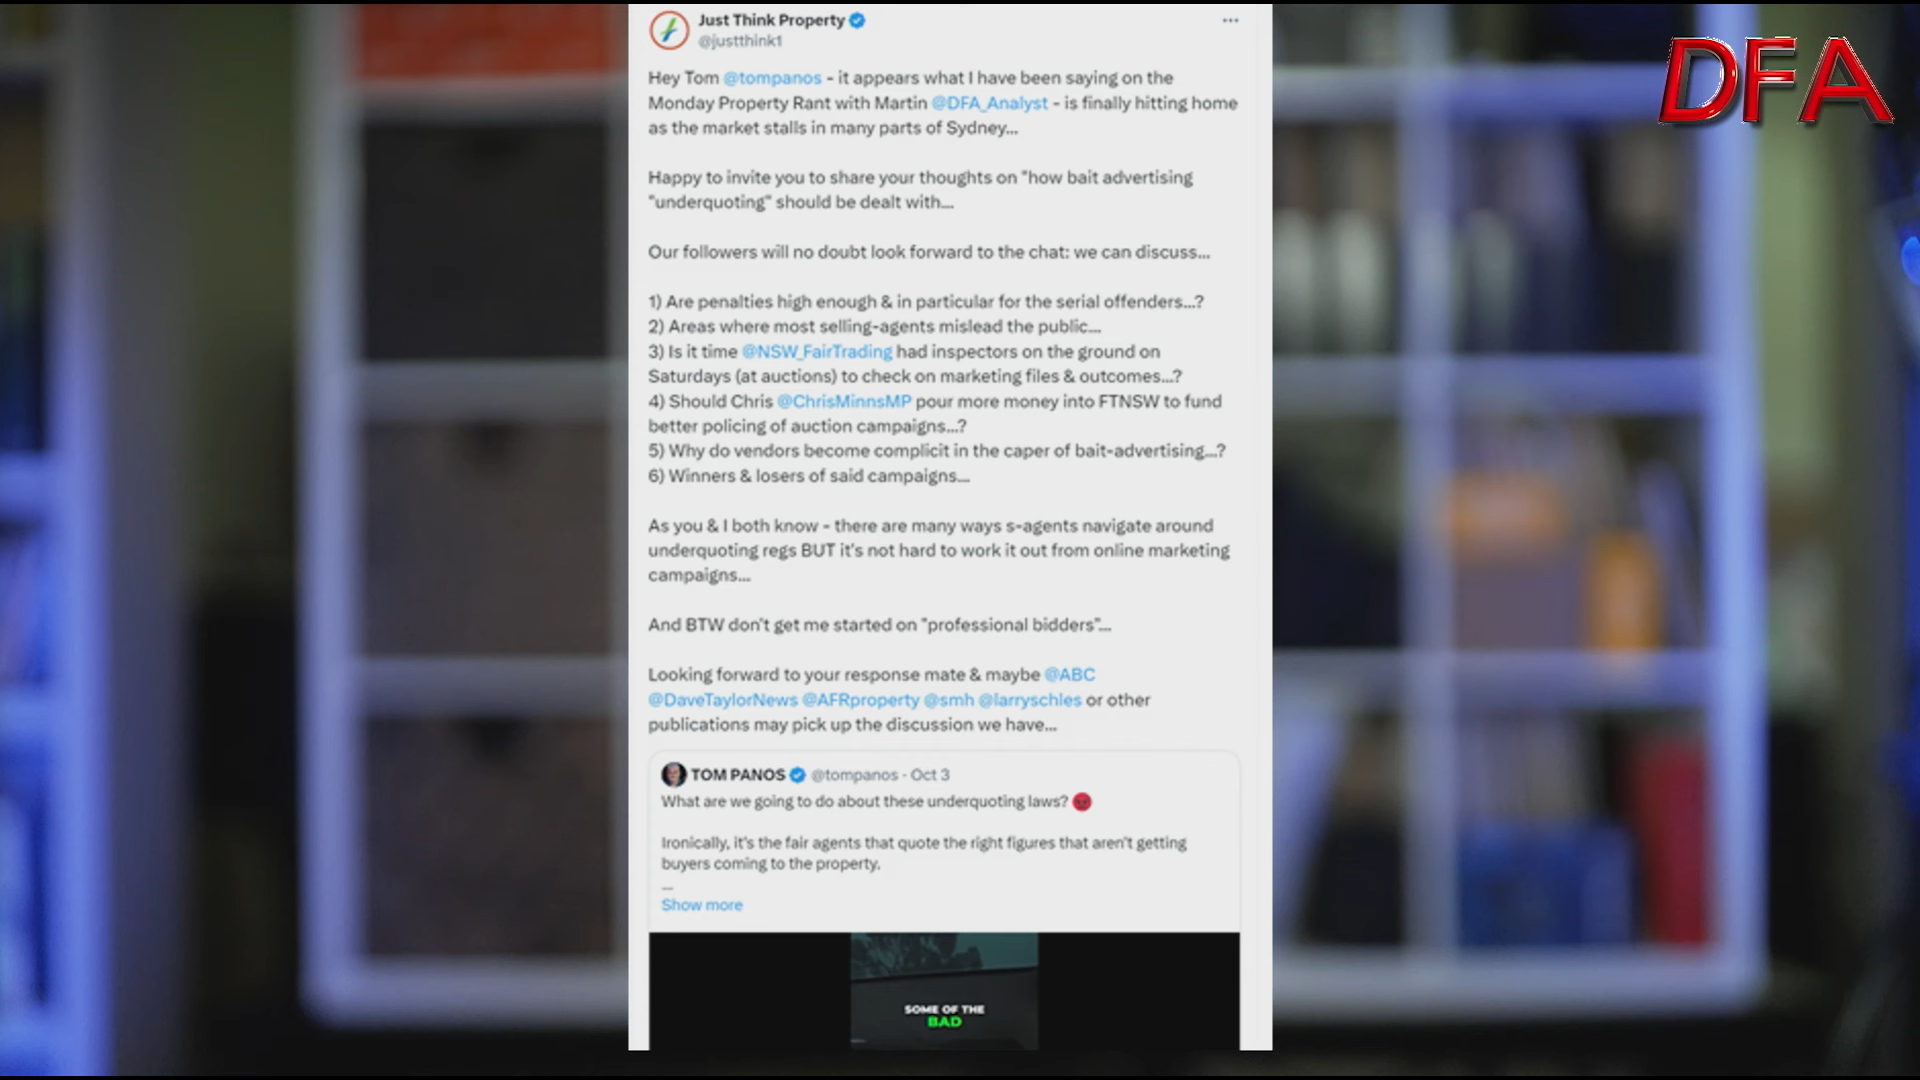 Just Think Property
@justthink1
DFA
Hey Tom @tompanos - it appears what I have been saying on the
Monday Property Rant with Martin @DFA_Analyst - is finally hitting home
as the market stalls in many parts of Sydney...
Happy to invite you to share your thoughts on "how bait advertising
"underquoting" should be dealt with....
Our followers will no doubt look forward to the chat: we can discuss...
1) Are penalties high enough & in particular for the serial offenders...?
2) Areas where most selling-agents mislead the public....
3) Is it time @NSW_FairTrading had inspectors on the ground on
Saturdays (at auctions) to check on marketing files & outcomes...?
4) Should Chris @ChrisMinnsMP pour more money into FTNSW to fund
better policing of auction campaigns...?
5) Why do vendors become complicit in the caper of bait-advertising...?
6) Winners & losers of said campaigns....
As you & I both know - there are many ways s-agents navigate around
underquoting regs BUT it's not hard to work it out from online marketing
campaigns...
And BTW don't get me started on "professional bidders"...
Looking forward to your response mate & maybe @ABC
@DaveTaylorNews @AFRproperty @smh @larryschles or other
publications may pick up the discussion we have...
TOM PANOS @tompanos · Oct 3
What are we going to do about these underquoting laws? 😡
Ironically, it's the fair agents that quote the right figures that aren't getting
buyers coming to the property.
...
Show more
SOME OF THE
BAD